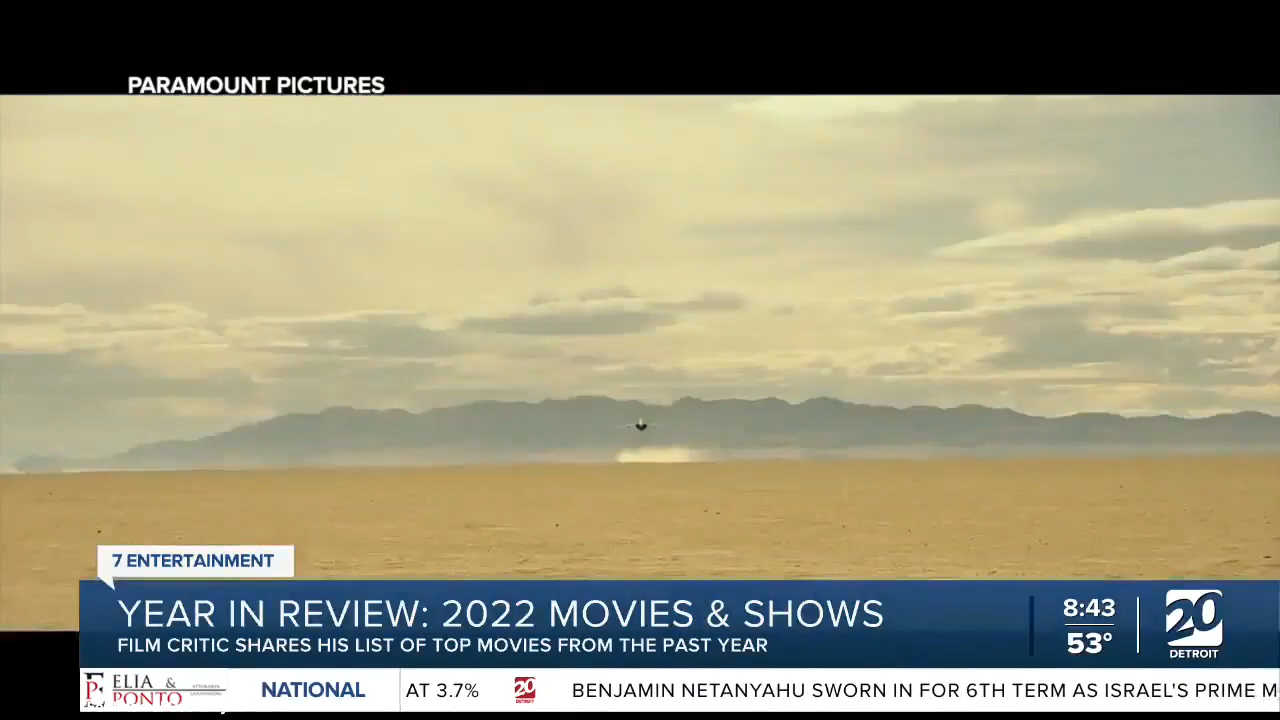 PARAMOUNT PICTURES
7 ENTERTAINMENT
YEAR IN REVIEW: 2022 MOVIES & SHOWS
FILM CRITIC SHARES HIS LIST OF TOP MOVIES FROM THE PAST YEAR
8:43
53°
20
DETROIT
ELIA &
PONTO
NATIONAL
AT 3.7%
20
DETROIT
BENJAMIN NETANYAHU SWORN IN FOR 6TH TERM AS ISRAEL'S PRIME M